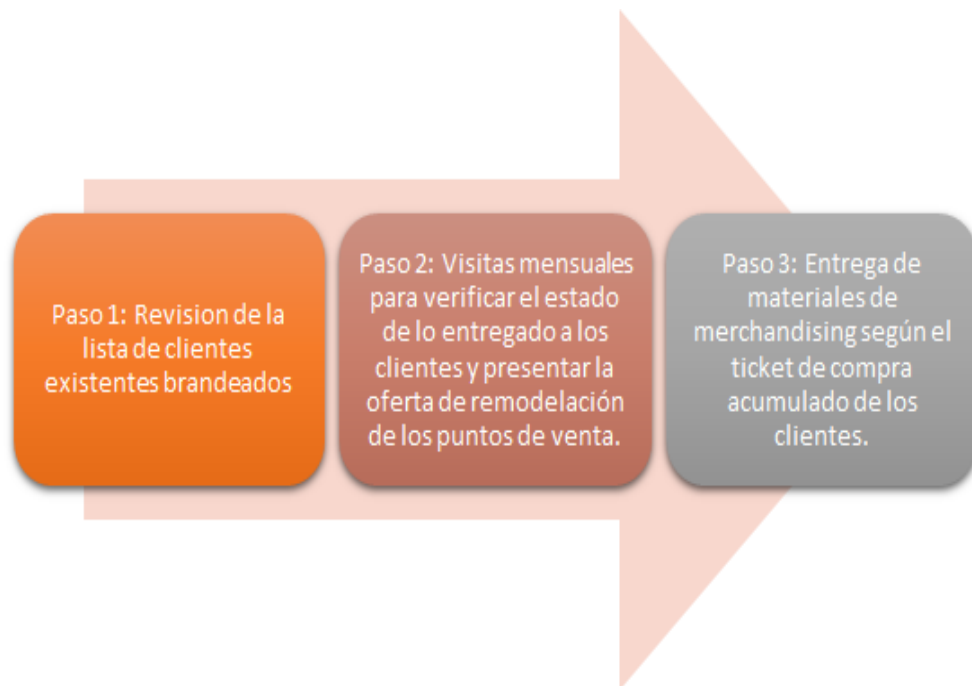 Paso 1: Revision de la
lista de clientes
existentes brandeados
Paso 2: Visitas mensuales
para verificar el estado
de lo entregado a los
clientes y presentar la
oferta de remodelación
de los puntos de venta.
Paso 3: Entrega de
materiales de
merchandising según el
ticket de compra
acumulado de los
clientes.